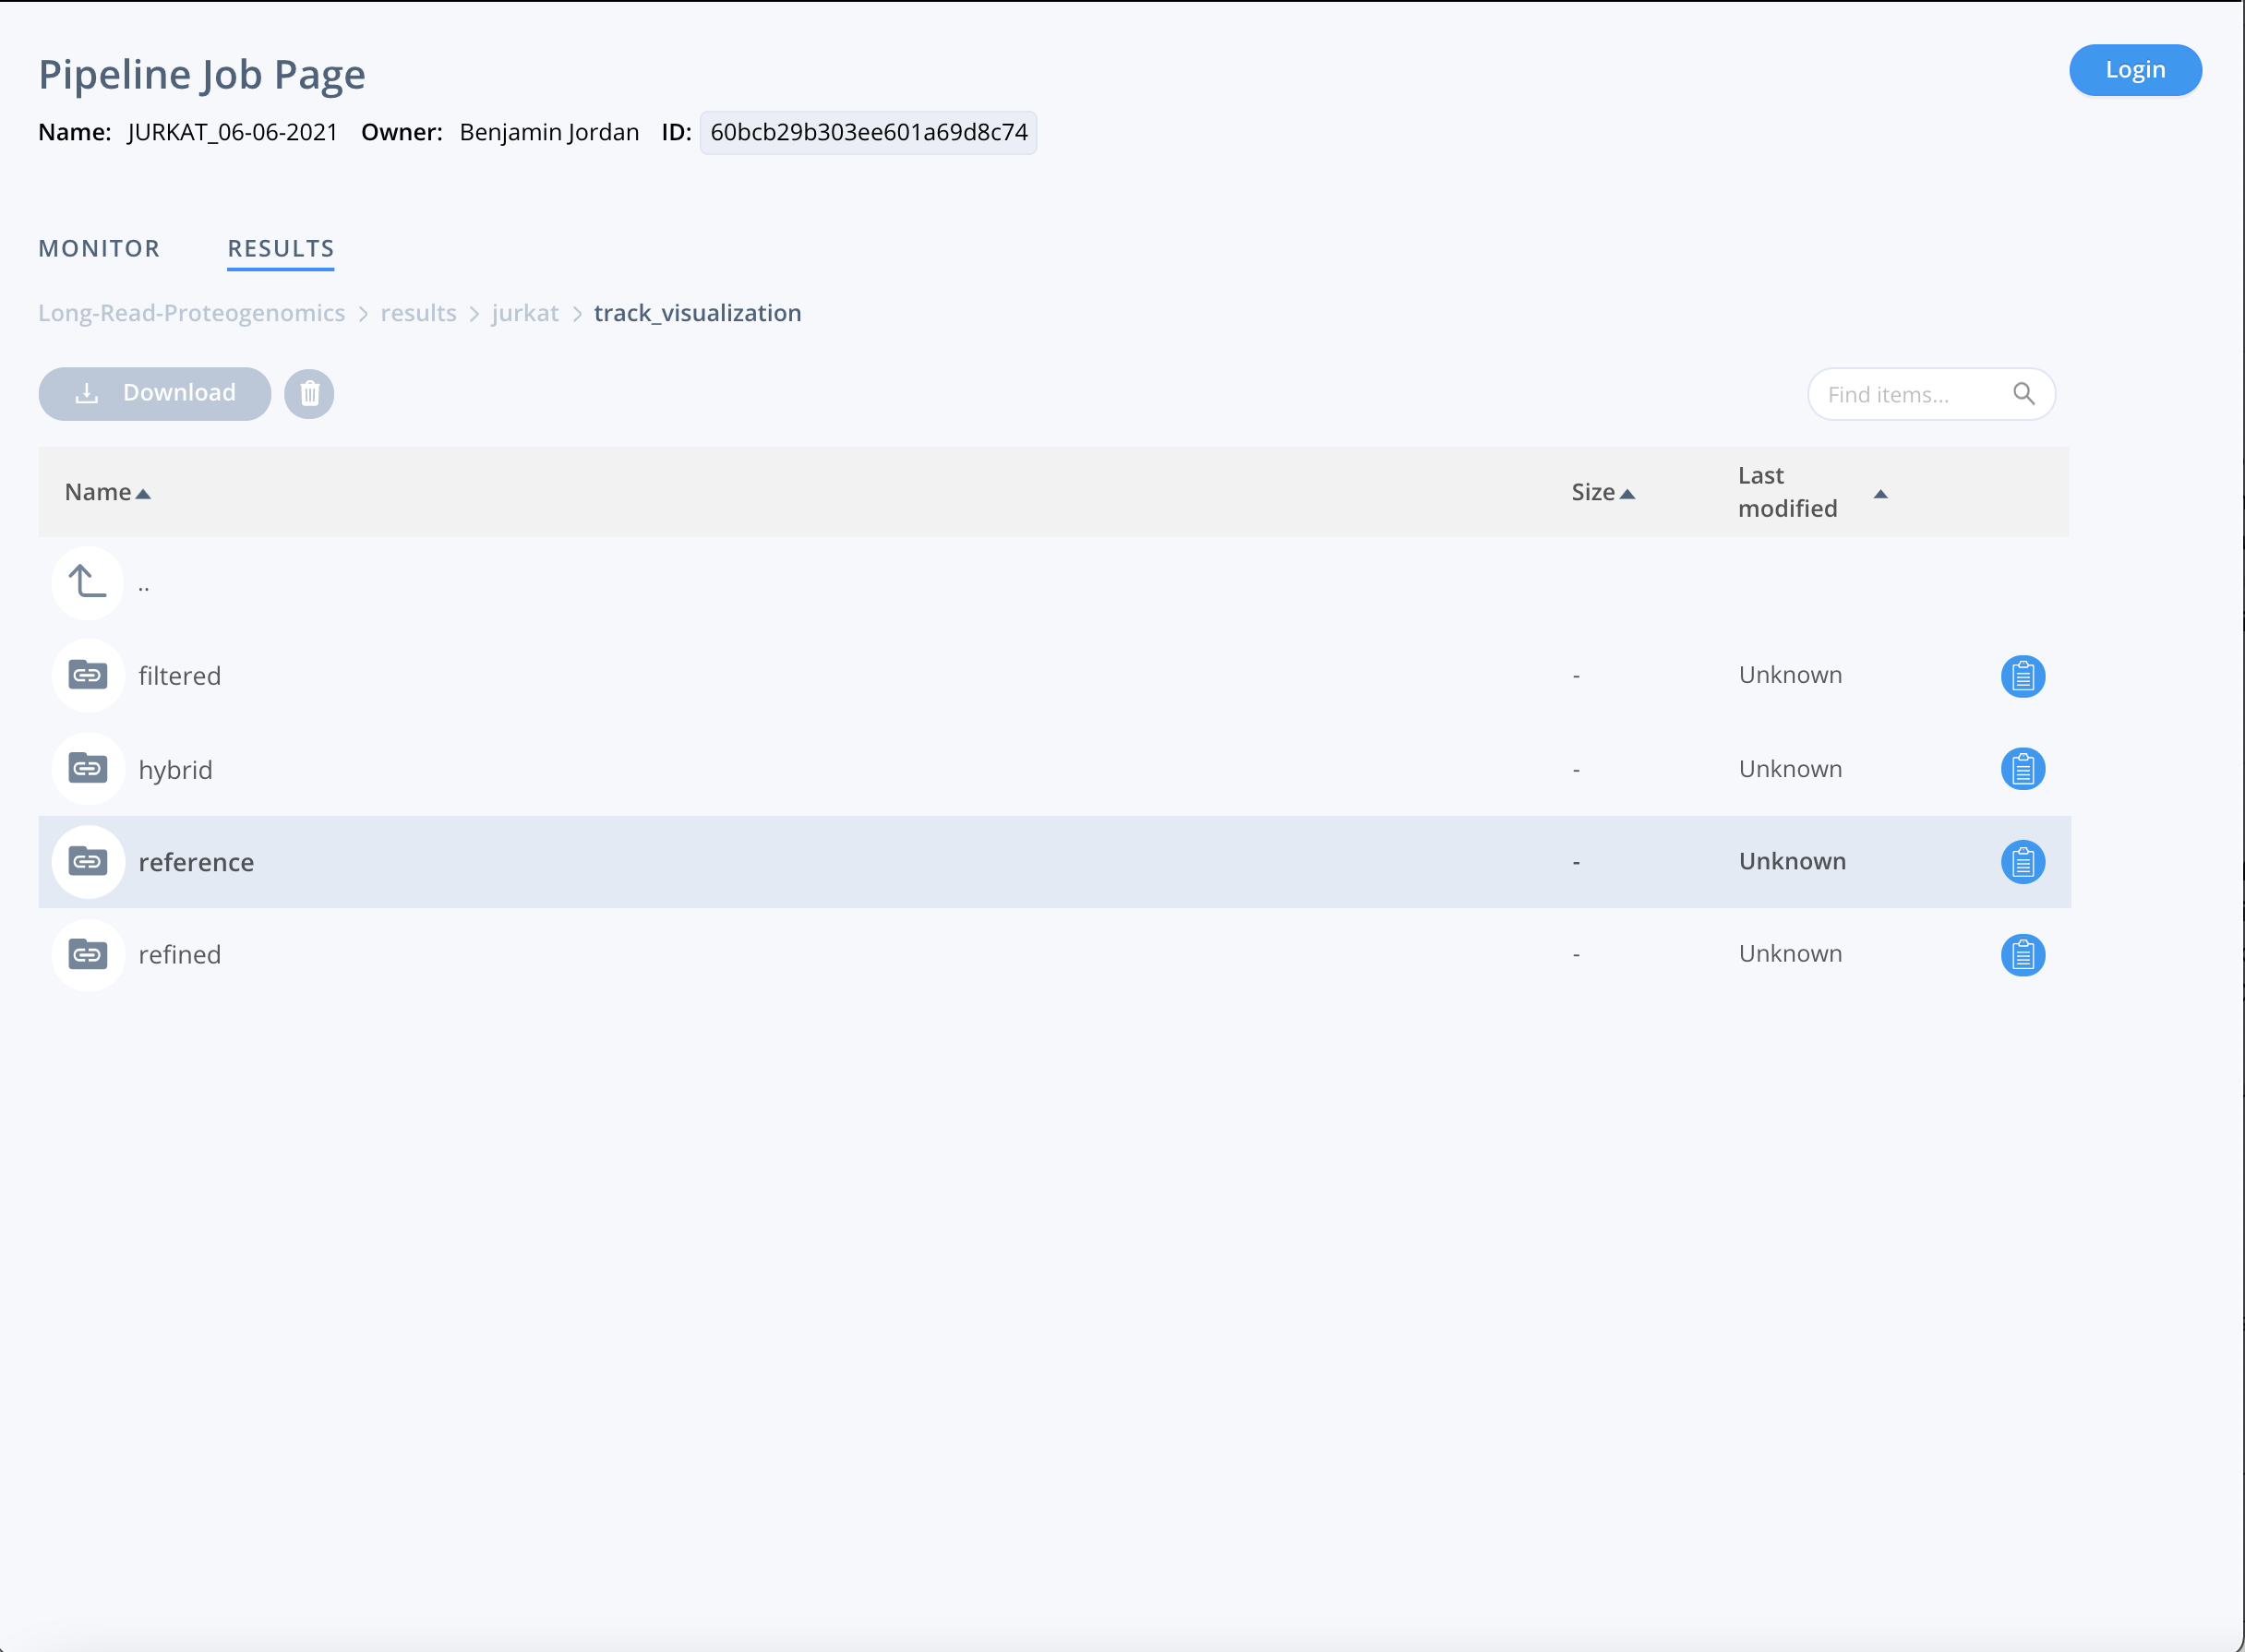 Pipeline Job Page
Login
Name: JURKAT_06-06-2021 Owner: Benjamin Jordan ID: 60bcb29b303ee601a69d8c74
MONITOR RESULTS
Long-Read-Proteogenomics > results > jurkat > track_visualization
Download
Find items...
Name Size Last modified
..
filtered - Unknown
hybrid - Unknown
reference - Unknown
refined - Unknown